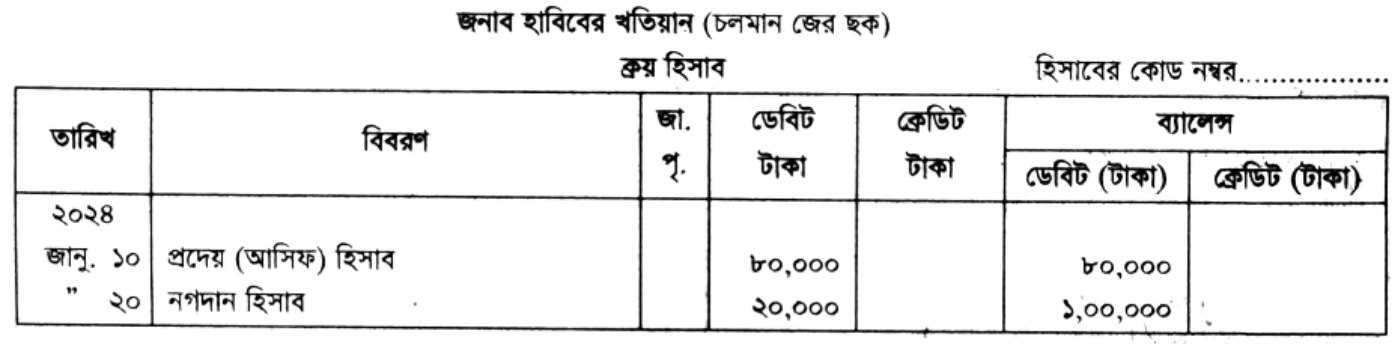 জনাব হাবিবের খতিয়ান (চলমান জের ছক)
ক্রয় হিসাব হিসাবের কোড নম্বর..................
তারিখ বিবরণ জা. পৃ. ডেবিট টাকা ক্রেডিট টাকা ব্যালেন্স
ডেবিট (টাকা) ক্রেডিট (টাকা)
২০২৪
জানু. ১০ প্রদেয় (আসিফ) হিসাব ৮০,০০০ ৮০,০০০
” ২০ নগদান হিসাব ২০,০০০ ১,০০,০০০